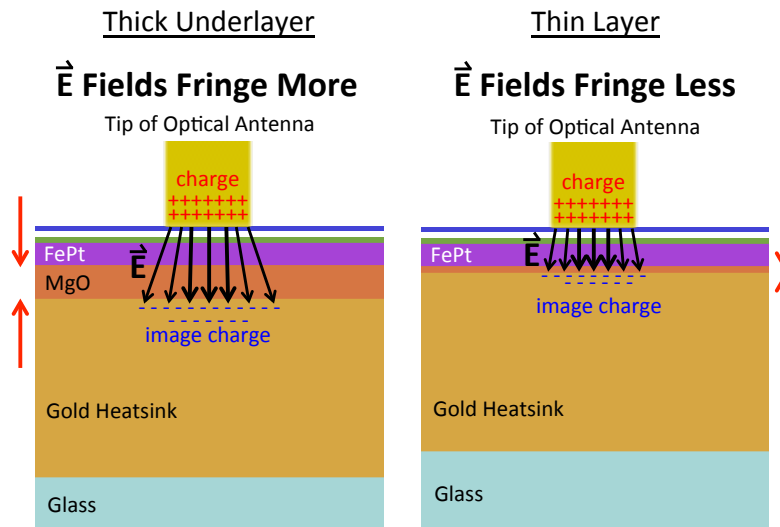 Thick Underlayer
E Fields Fringe More
Tip of Optical Antenna
charge
+++++++
+++++++
FePt
E
MgO
- - - - - - - - - - -
- - - - - - -
image charge
Gold Heatsink
Glass
Thin Layer
E Fields Fringe Less
Tip of Optical Antenna
charge
+++++++
+++++++
FePt
E
- - - - - - - - -
- - - - - -
image charge
Gold Heatsink
Glass